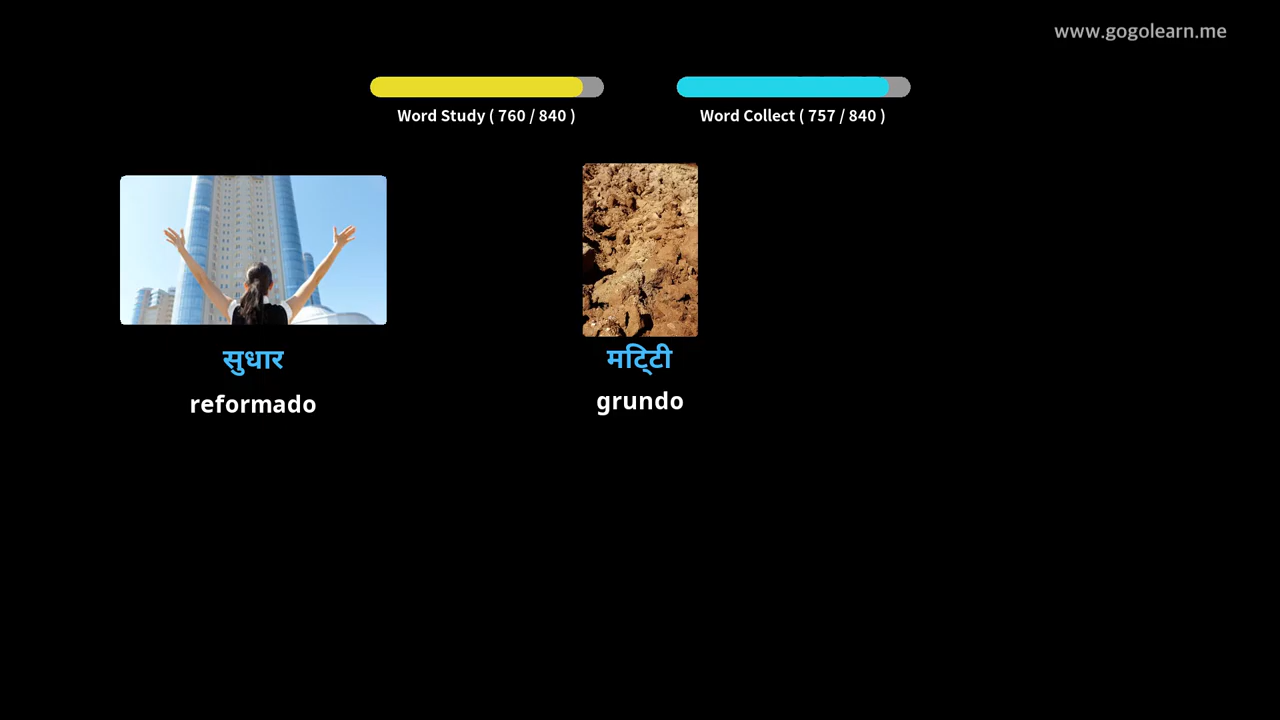 www.gogolearn.me
Word Study ( 760 / 840 )
Word Collect ( 757 / 840 )
सुधार
reformado
मिट्टी
grundo